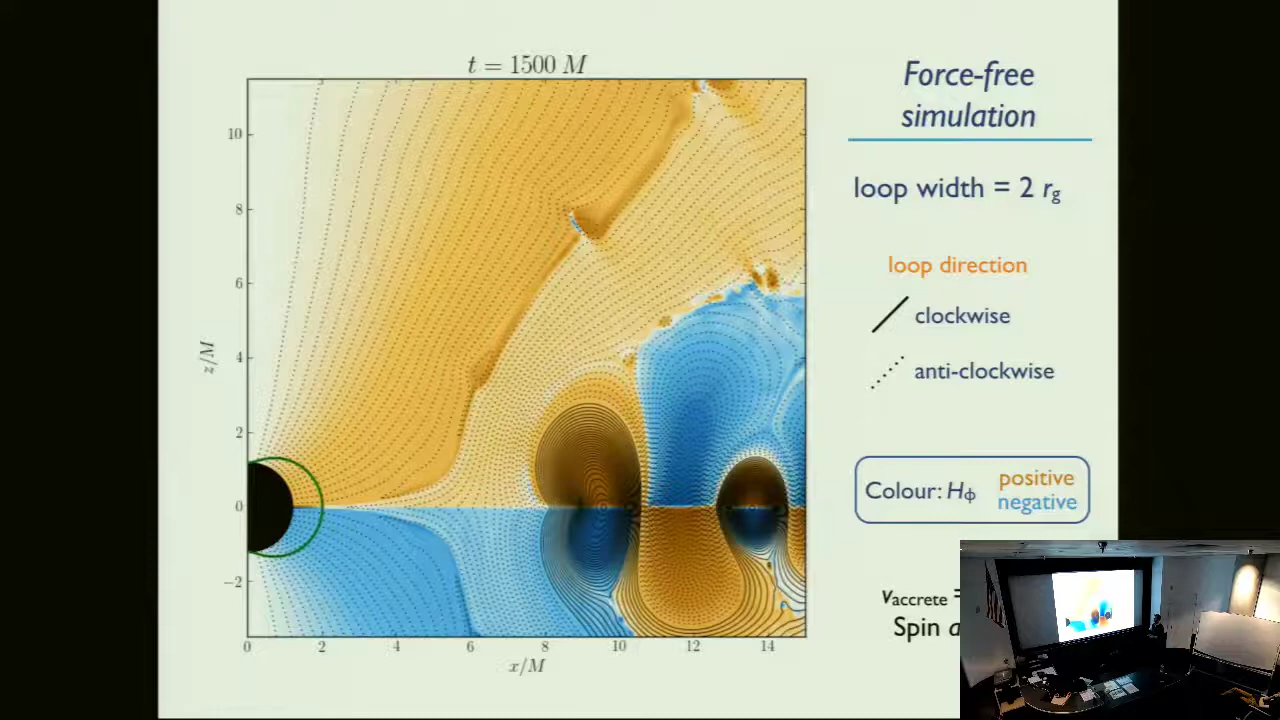 t = 1500 M
Force-free
simulation
loop width = 2 r_g
loop direction
clockwise
anti-clockwise
Colour: H_ϕ positive
negative
v_accrete =
Spin a
z/M
10
8
6
4
2
0
−2
0 2 4 6 8 10 12 14
x/M